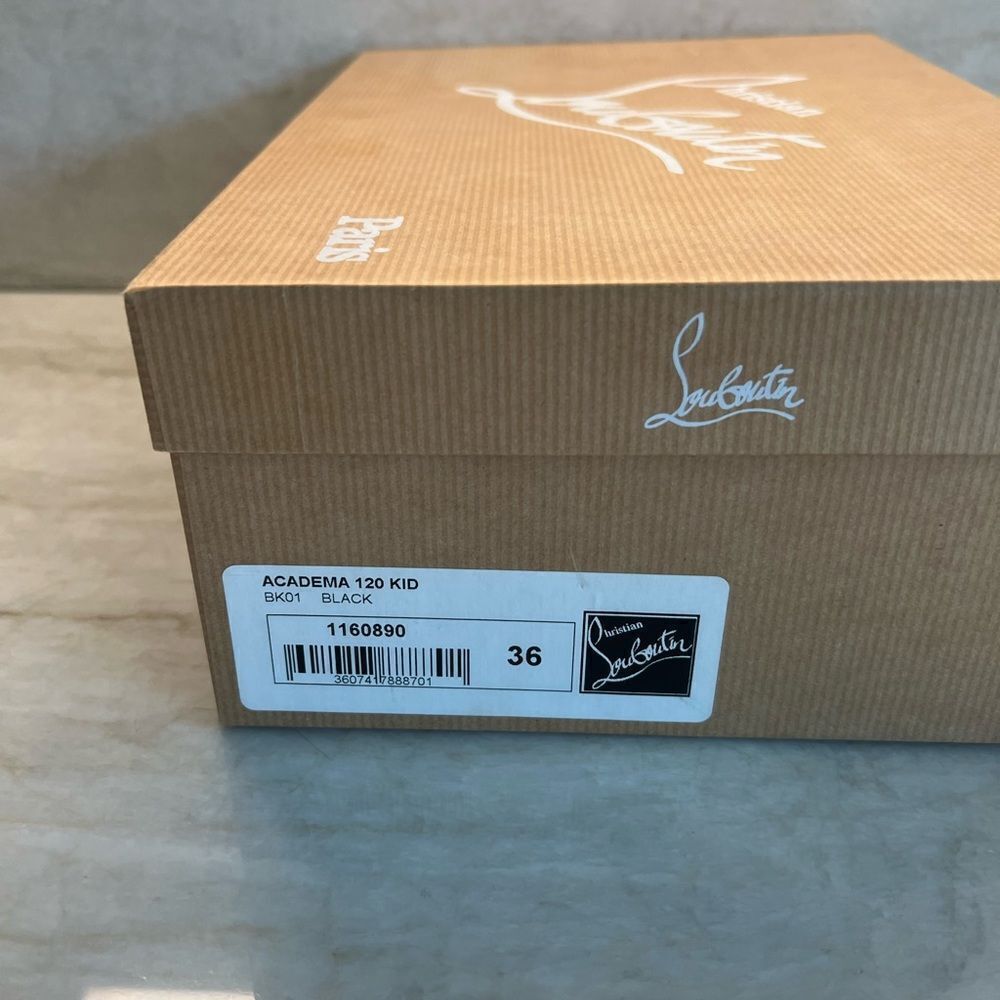 Christian
Louboutin
Paris
Louboutin
ACADEMA 120 KID
BK01 BLACK
1160890
36
3607417888701
Christian
Louboutin